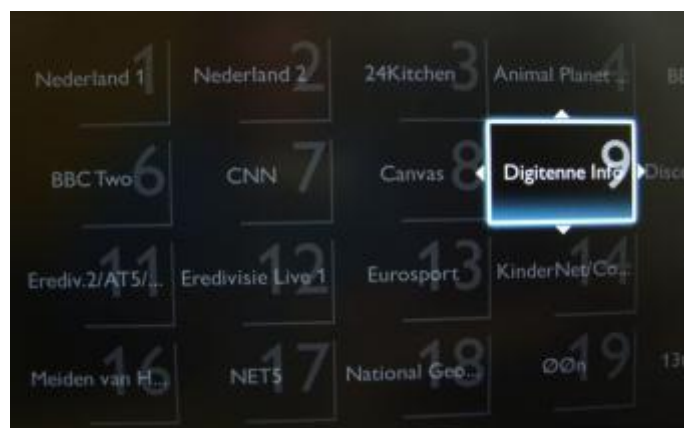 1 2 3 4
Nederland 1 Nederland 2 24Kitchen Animal Planet ...
6 7 8 9
BBC Two CNN Canvas Digitenne Info
11 12 13 14
Erediv.2/AT5/... Eredivisie Live 1 Eurosport KinderNet/Co...
16 17 18 19
Meiden van H... NET5 National Geo... ØØn